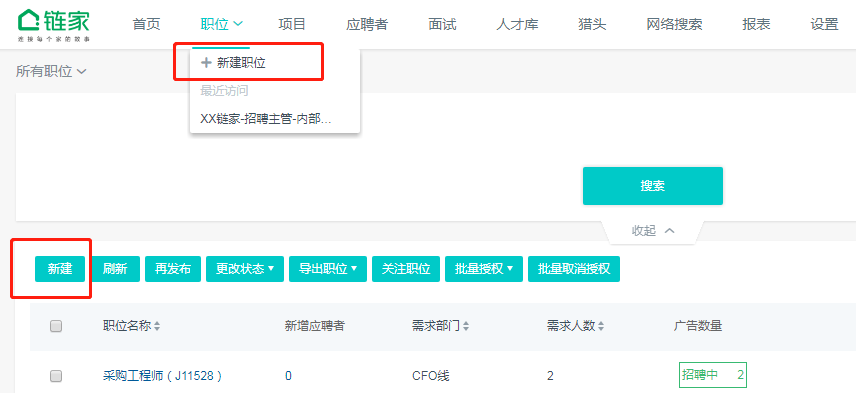 链家
连接每个家的故事
首页 职位 项目 应聘者 面试 人才库 猎头 网络搜索 报表 设置
所有职位
新建职位
最近访问
XX链家-招聘主管-内部...
搜索
收起
新建 刷新 再发布 更改状态 导出职位 关注职位 批量授权 批量取消授权
职位名称 新增应聘者 需求部门 需求人数 广告数量
采购工程师（J11528） 0 CFO线 2 招聘中 2